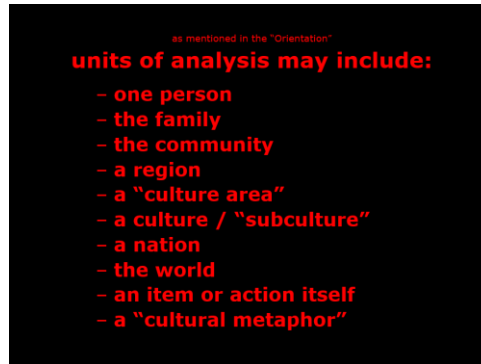 as mentioned in the “Orientation”
units of analysis may include:
– one person
– the family
– the community
– a region
– a “culture area”
– a culture / “subculture”
– a nation
– the world
– an item or action itself
– a “cultural metaphor”